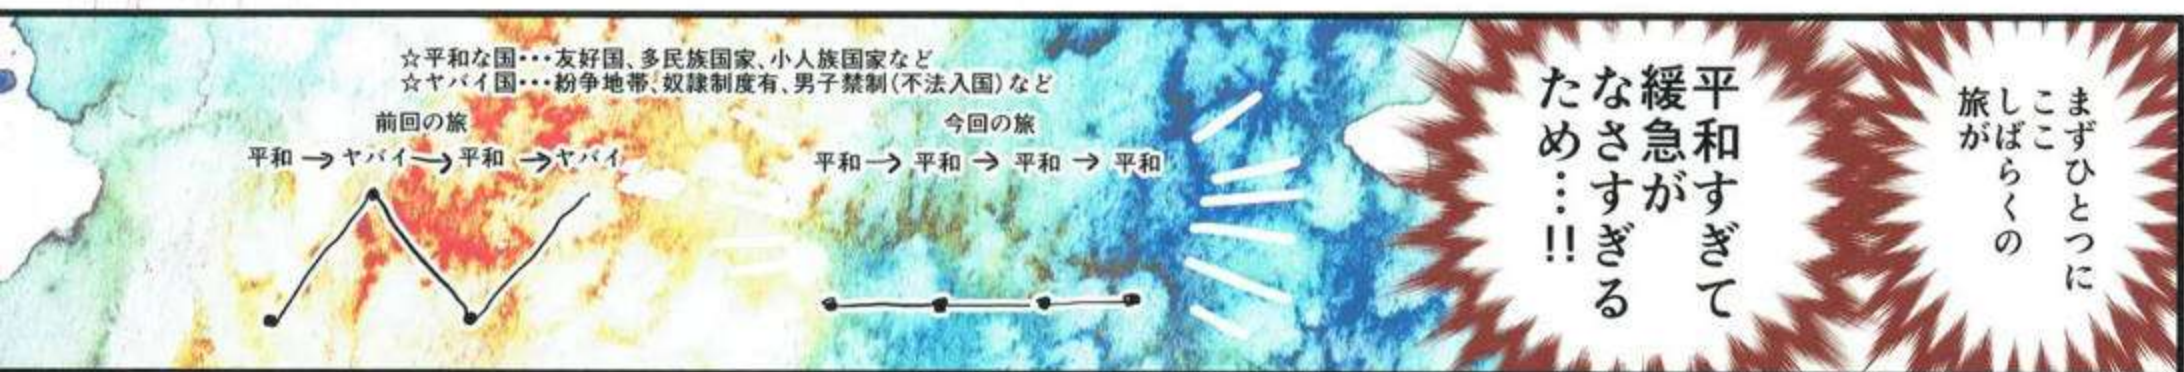 まずひとつに
ここ
しばらくの
旅が
平和すぎて
緩急が
なさすぎる
ため…!!
☆平和な国・・・友好国、多民族国家、小人族国家など
☆ヤバイ国・・・紛争地帯、奴隷制度有、男子禁制(不法入国)など
今回の旅
平和→平和→平和→平和
前回の旅
平和→ヤバイ→平和→ヤバイ